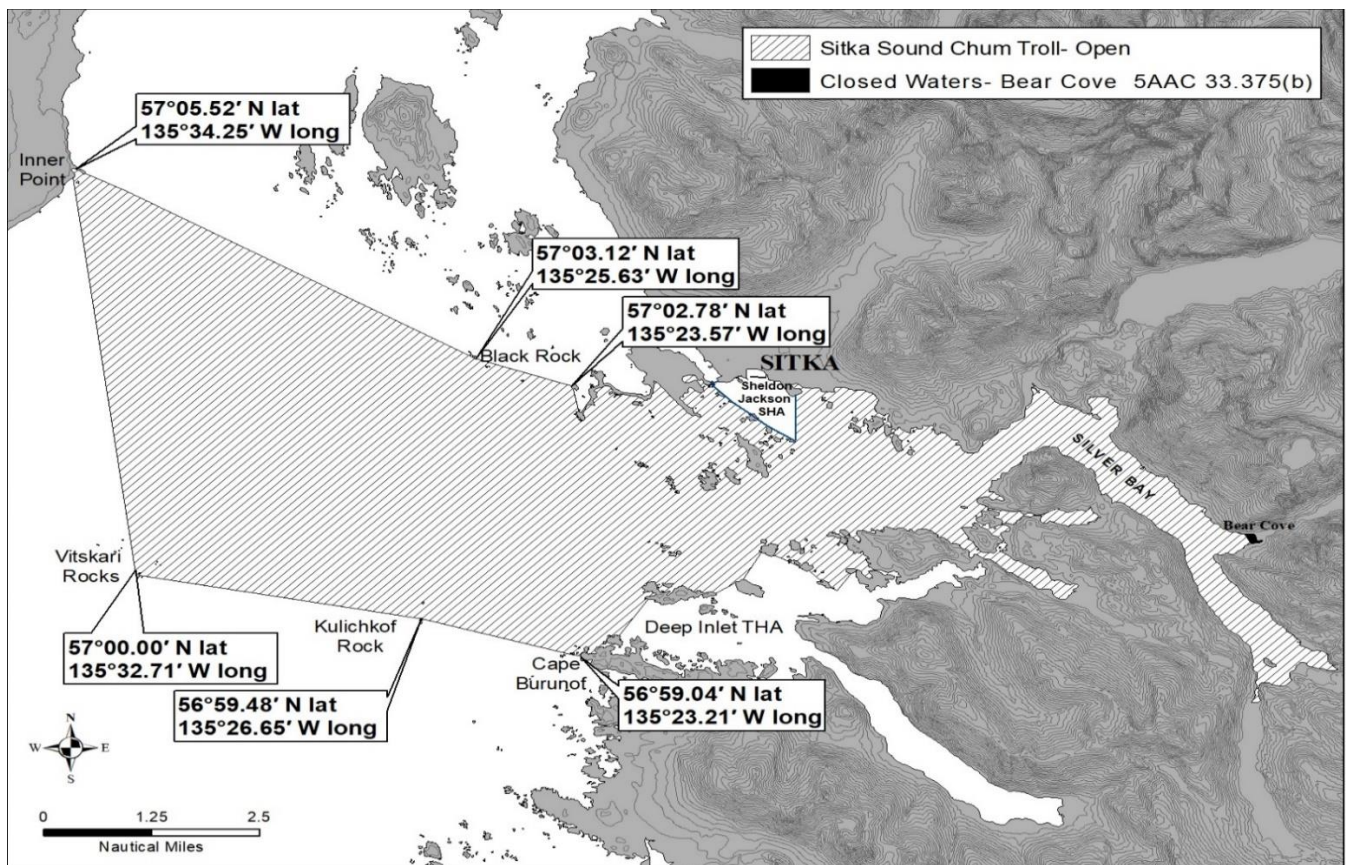 Sitka Sound Chum Troll- Open
Closed Waters- Bear Cove 5AAC 33.375(b)
57°05.52′ N lat
135°34.25′ W long
Inner
Point
57°03.12′ N lat
135°25.63′ W long
57°02.78′ N lat
135°23.57′ W long
Black Rock
SITKA
Sheldon
Jackson
SHA
SILVER BAY
Bear Cove
Vitskari
Rocks
Kulichkof
Rock
Deep Inlet THA
Cape
Burunof
57°00.00′ N lat
135°32.71′ W long
56°59.48′ N lat
135°26.65′ W long
56°59.04′ N lat
135°23.21′ W long
N
W E
S
0 1.25 2.5
Nautical Miles